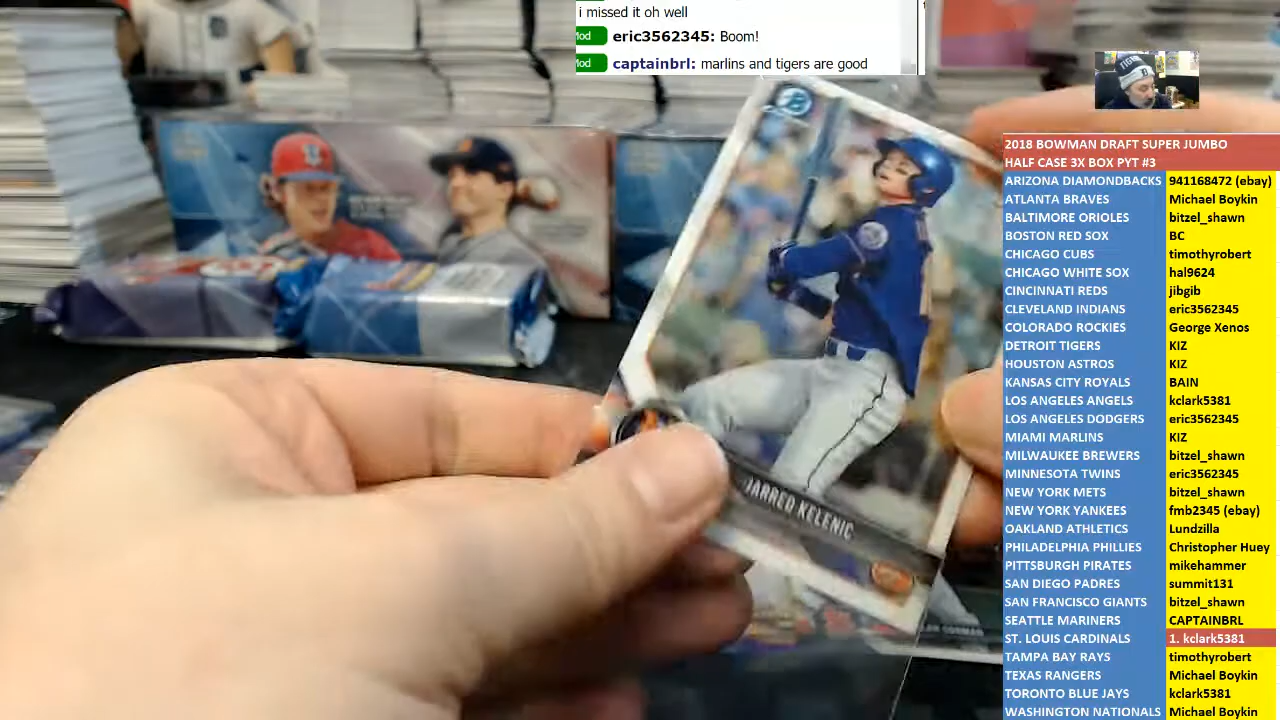 i missed it oh well
Mod eric3562345: Boom!
Mod captainbrl: marlins and tigers are good
JARRED KELENIC
2018 BOWMAN DRAFT SUPER JUMBO
HALF CASE 3X BOX PYT #3
ARIZONA DIAMONDBACKS 941168472 (ebay)
ATLANTA BRAVES Michael Boykin
BALTIMORE ORIOLES bitzel_shawn
BOSTON RED SOX BC
CHICAGO CUBS timothyrobert
CHICAGO WHITE SOX hal9624
CINCINNATI REDS jibgib
CLEVELAND INDIANS eric3562345
COLORADO ROCKIES George Xenos
DETROIT TIGERS KIZ
HOUSTON ASTROS KIZ
KANSAS CITY ROYALS BAIN
LOS ANGELES ANGELS kclark5381
LOS ANGELES DODGERS eric3562345
MIAMI MARLINS KIZ
MILWAUKEE BREWERS bitzel_shawn
MINNESOTA TWINS eric3562345
NEW YORK METS bitzel_shawn
NEW YORK YANKEES fmb2345 (ebay)
OAKLAND ATHLETICS Lundzilla
PHILADELPHIA PHILLIES Christopher Huey
PITTSBURGH PIRATES mikehammer
SAN DIEGO PADRES summit131
SAN FRANCISCO GIANTS bitzel_shawn
SEATTLE MARINERS CAPTAINBRL
ST. LOUIS CARDINALS 1. kclark5381
TAMPA BAY RAYS timothyrobert
TEXAS RANGERS Michael Boykin
TORONTO BLUE JAYS kclark5381
WASHINGTON NATIONALS Michael Boykin